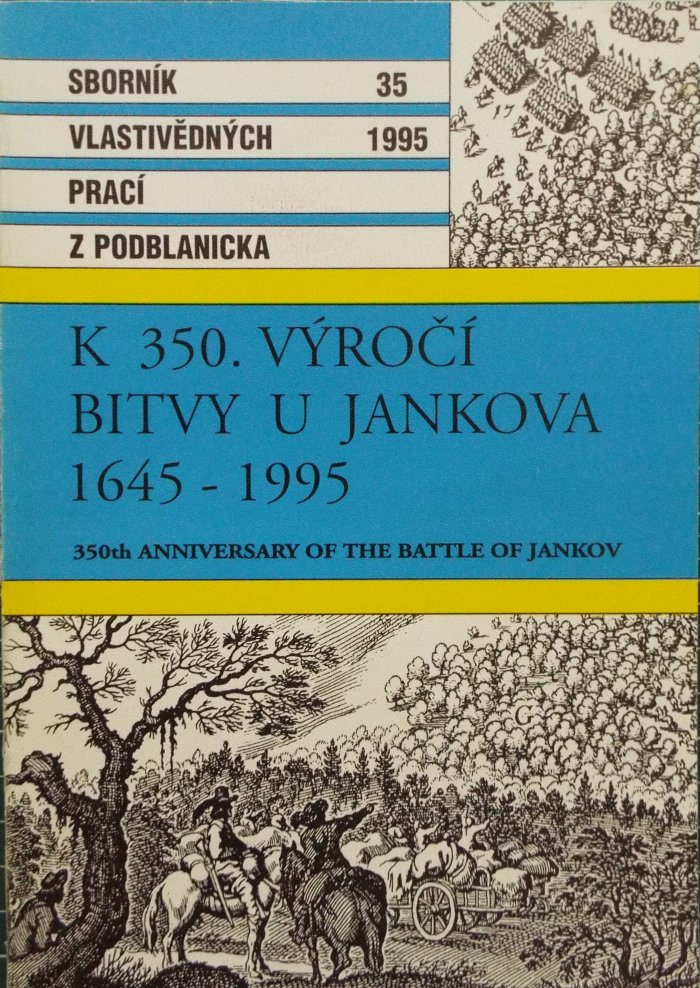 SBORNÍK 35
VLASTIVĚDNÝCH 1995
PRACÍ
Z PODBLANICKA
K 350. VÝROČÍ
BITVY U JANKOVA
1645 - 1995
350th ANNIVERSARY OF THE BATTLE OF JANKOV
17